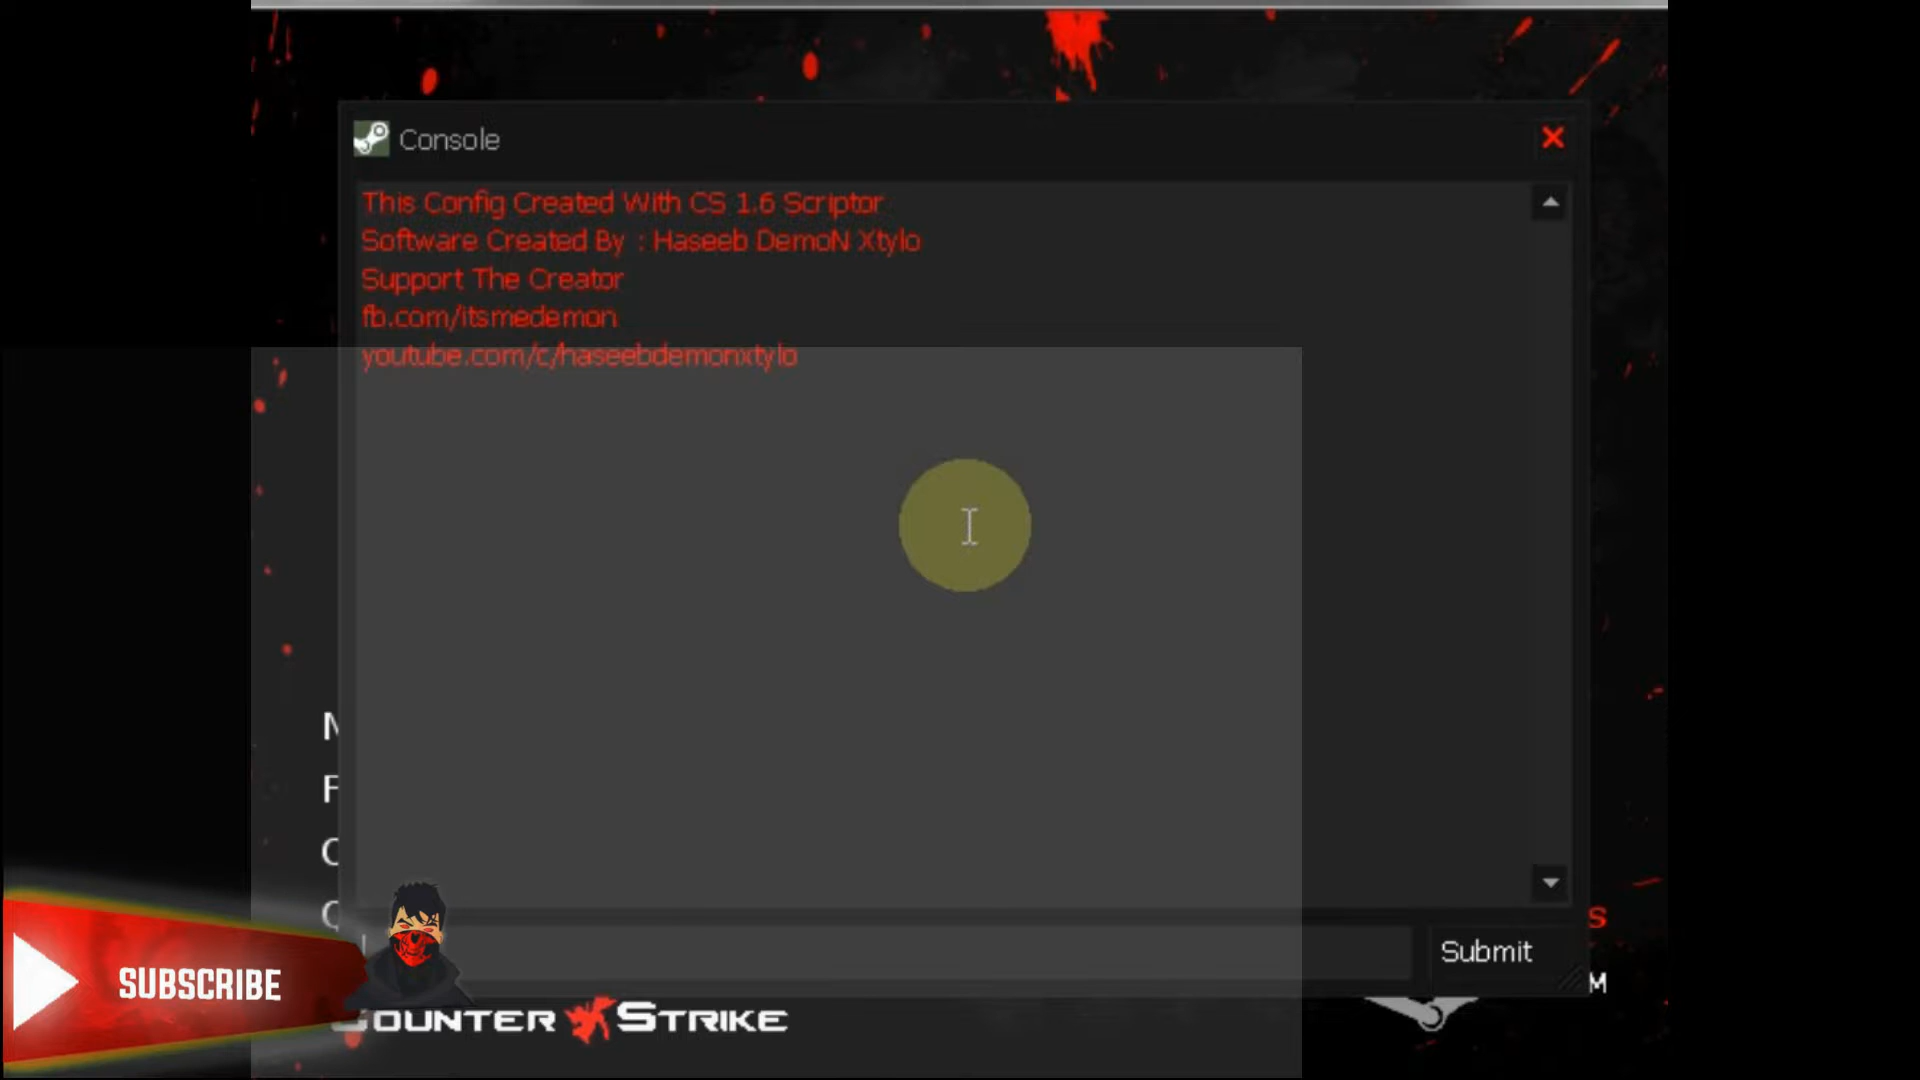 Console
This Config Created With CS 1.6 Scriptor
Software Created By : Haseeb DemoN Xtylo
Support The Creator
fb.com/itsmedemon
youtube.com/c/haseebdemonxtylo
Submit
SUBSCRIBE
COUNTER STRIKE